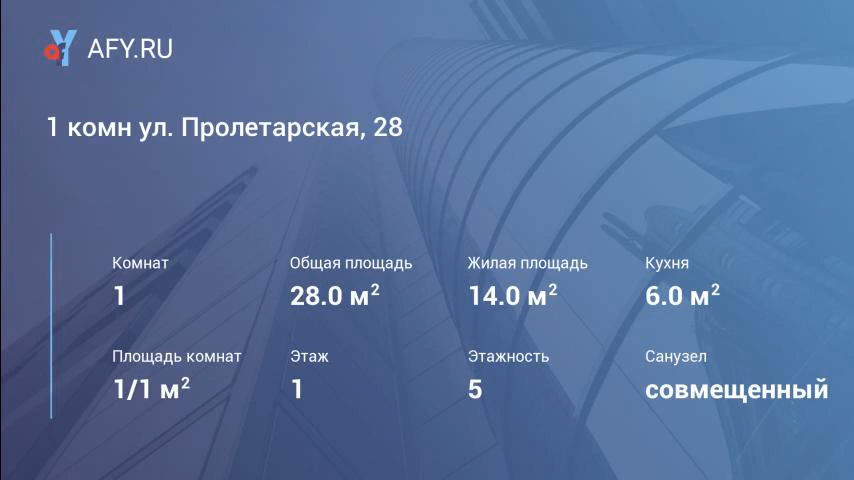 AFY.RU
1 комн ул. Пролетарская, 28
Комнат Общая площадь Жилая площадь Кухня
1 28.0 м² 14.0 м² 6.0 м²
Площадь комнат Этаж Этажность Санузел
1/1 м² 1 5 совмещенный